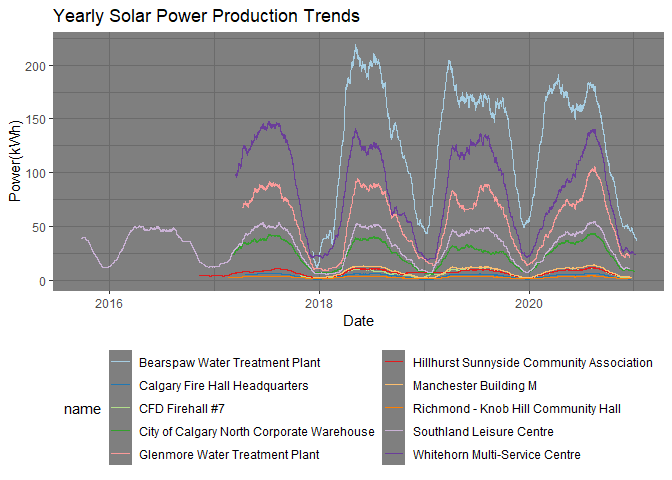 Yearly Solar Power Production Trends
200
150
100
50
0
Power(kWh)
2016
2018
2020
Date
name
Bearspaw Water Treatment Plant
Calgary Fire Hall Headquarters
CFD Firehall #7
City of Calgary North Corporate Warehouse
Glenmore Water Treatment Plant
Hillhurst Sunnyside Community Association
Manchester Building M
Richmond - Knob Hill Community Hall
Southland Leisure Centre
Whitehorn Multi-Service Centre